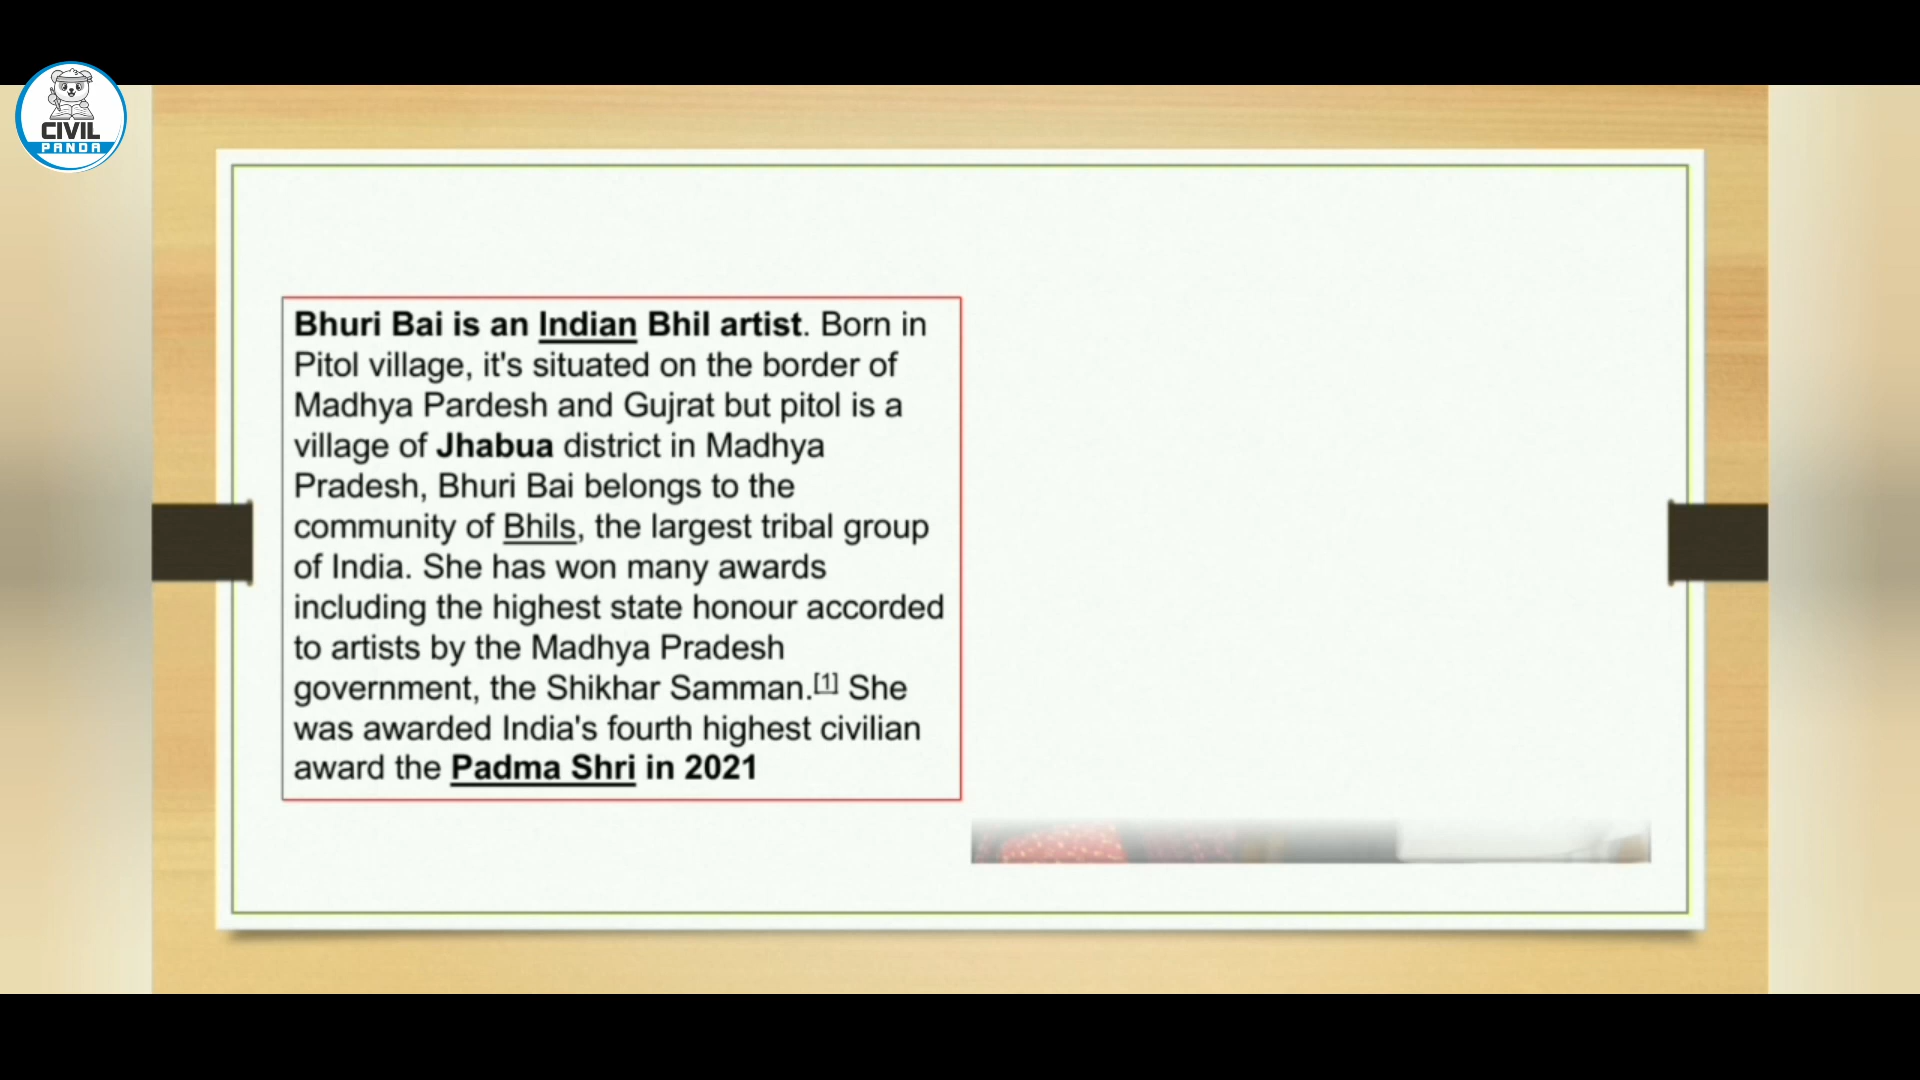 CIVIL
PANDA
Bhuri Bai is an Indian Bhil artist. Born in
Pitol village, it's situated on the border of
Madhya Pardesh and Gujrat but pitol is a
village of Jhabua district in Madhya
Pradesh, Bhuri Bai belongs to the
community of Bhils, the largest tribal group
of India. She has won many awards
including the highest state honour accorded
to artists by the Madhya Pradesh
government, the Shikhar Samman.[1] She
was awarded India's fourth highest civilian
award the Padma Shri in 2021